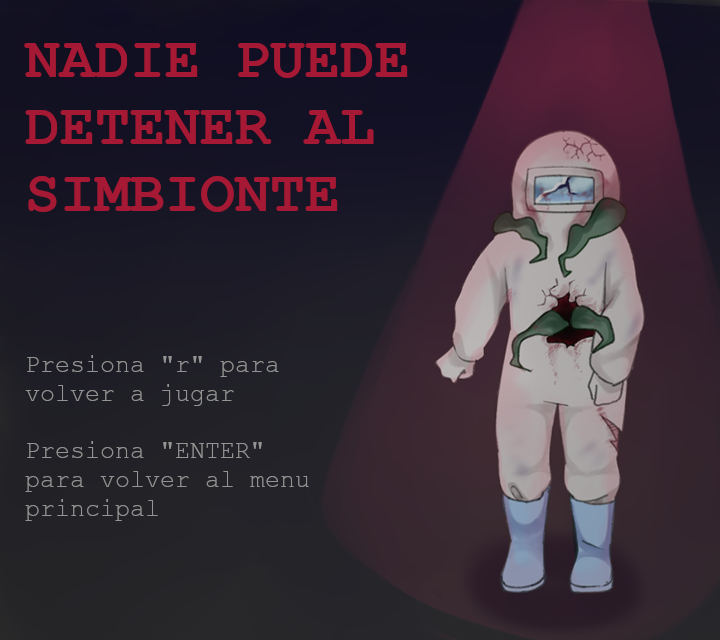 NADIE PUEDE
DETENER AL
SIMBIONTE
Presiona "r" para
volver a jugar
Presiona "ENTER"
para volver al menu
principal